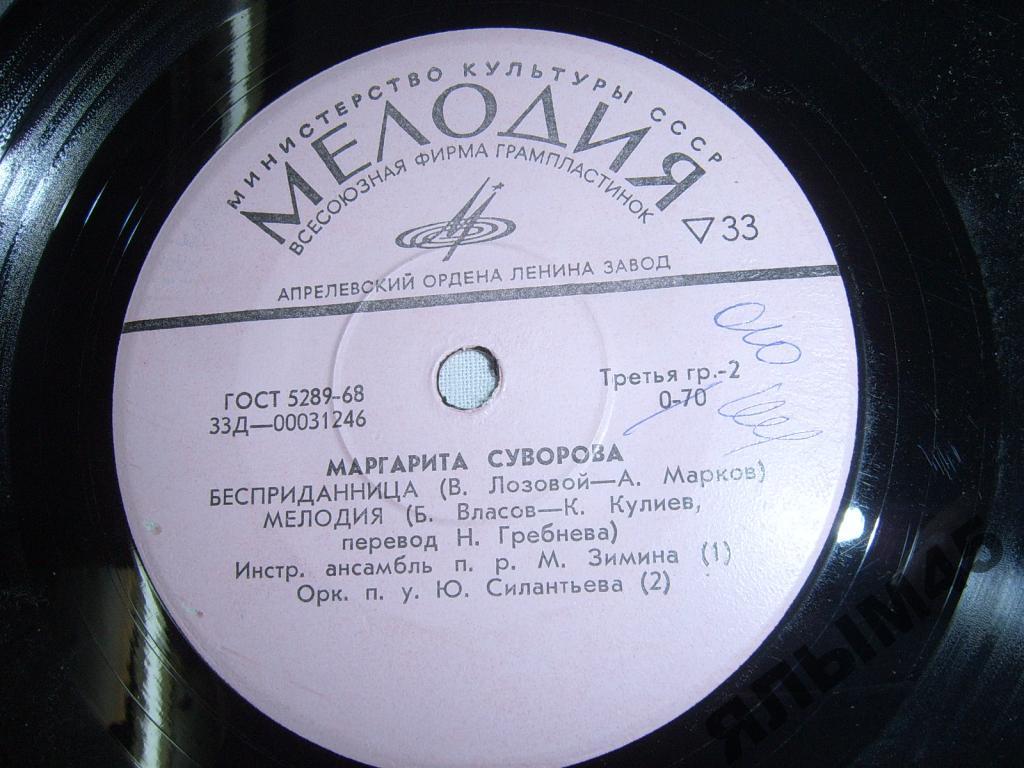 МИНИСТЕРСТВО КУЛЬТУРЫ СССР
МЕЛОДИЯ
ВСЕСОЮЗНАЯ ФИРМА ГРАМПЛАСТИНОК
▽33
АПРЕЛЕВСКИЙ ОРДЕНА ЛЕНИНА ЗАВОД
ГОСТ 5289-68
33Д—00031246
Третья гр.-2
0-70
МАРГАРИТА СУВОРОВА
БЕСПРИДАННИЦА (В. Лозовой—А. Марков)
МЕЛОДИЯ (Б. Власов—К. Кулиев,
перевод Н. Гребнева)
Инстр. ансамбль п. р. М. Зимина (1)
Орк. п. у. Ю. Силантьева (2)
ЯЛЫМ45